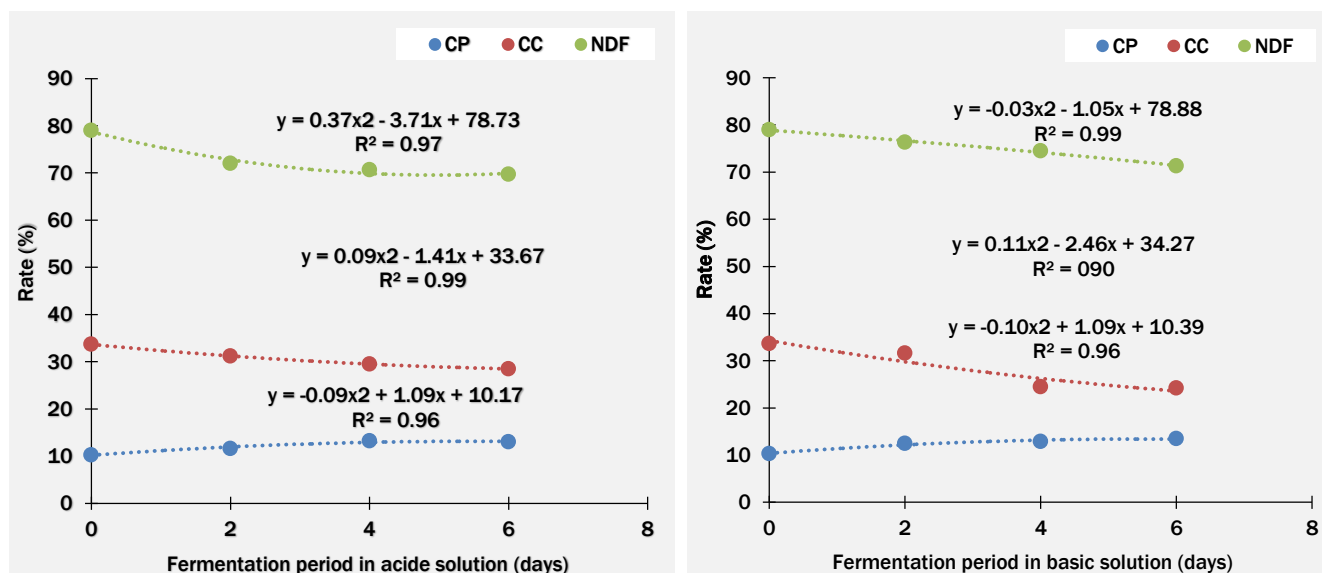 CP CC NDF
90
80
70
60
50
40
30
20
10
0
Rate (%)
y = 0.37x2 - 3.71x + 78.73
R² = 0.97
y = 0.09x2 - 1.41x + 33.67
R² = 0.99
y = -0.09x2 + 1.09x + 10.17
R² = 0.96
0 2 4 6 8
Fermentation period in acide solution (days)
CP CC NDF
90
80
70
60
50
40
30
20
10
0
Rate (%)
y = -0.03x2 - 1.05x + 78.88
R² = 0.99
y = 0.11x2 - 2.46x + 34.27
R² = 090
y = -0.10x2 + 1.09x + 10.39
R² = 0.96
0 2 4 6 8
Fermentation period in basic solution (days)